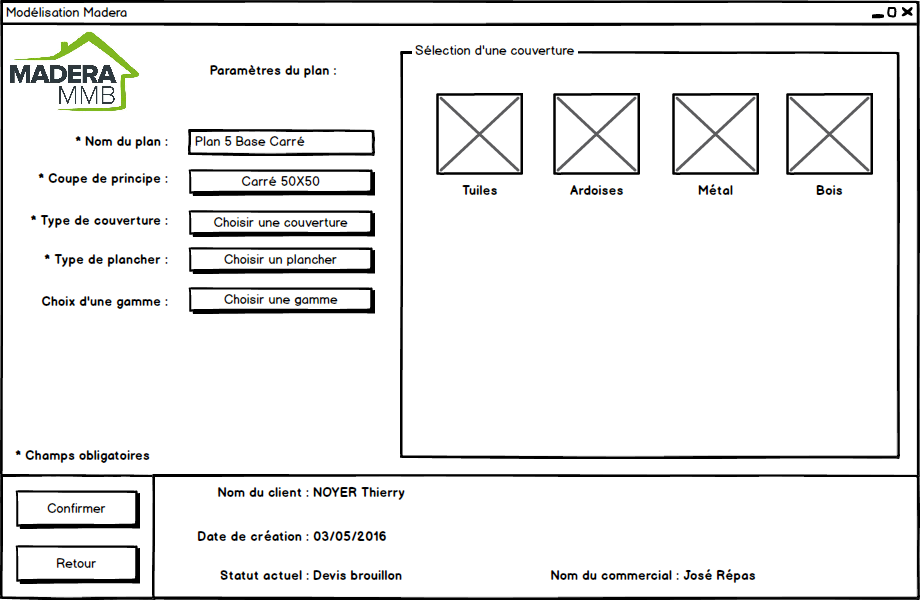 Modélisation Madera
MADERA
MMB
Paramètres du plan :
* Nom du plan : Plan 5 Base Carré
* Coupe de principe : Carré 50X50
* Type de couverture : Choisir une couverture
* Type de plancher : Choisir un plancher
Choix d'une gamme : Choisir une gamme
* Champs obligatoires
Sélection d'une couverture
Tuiles Ardoises Métal Bois
Confirmer
Retour
Nom du client : NOYER Thierry
Date de création : 03/05/2016
Statut actuel : Devis brouillon Nom du commercial : José Répas